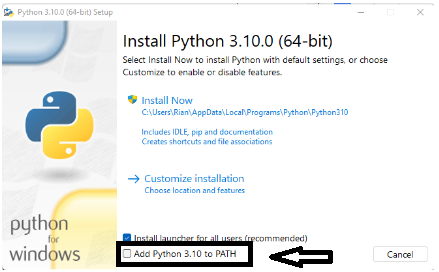 Python 3.10.0 (64-bit) Setup
Install Python 3.10.0 (64-bit)
Select Install Now to install Python with default settings, or choose
Customize to enable or disable features.
Install Now
C:\Users\Rian\AppData\Local\Programs\Python\Python310
Includes IDLE, pip and documentation
Creates shortcuts and file associations
Customize installation
Choose location and features
python
for
windows
Install launcher for all users (recommended)
Add Python 3.10 to PATH
Cancel